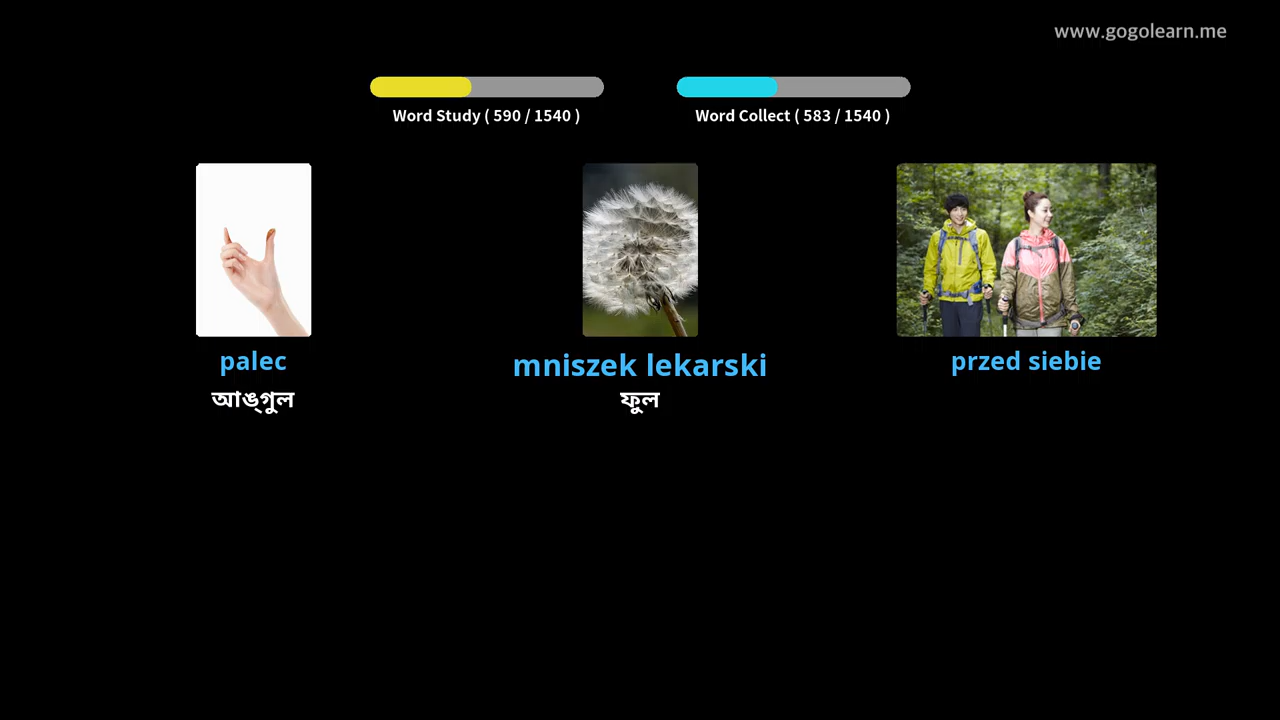 www.gogolearn.me
Word Study ( 590 / 1540 )
Word Collect ( 583 / 1540 )
palec
mniszek lekarski
przed siebie
আঙ্গুল
ফুল